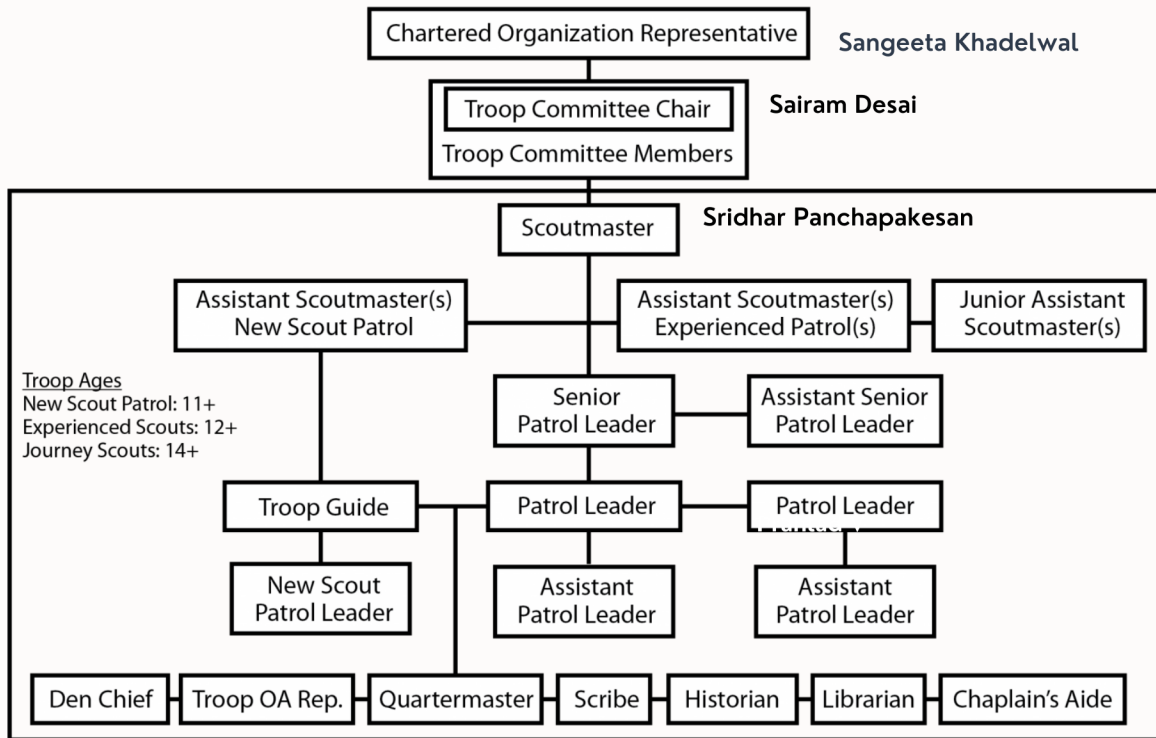 Chartered Organization Representative
Sangeeta Khadelwal
Troop Committee Chair
Sairam Desai
Troop Committee Members
Scoutmaster
Sridhar Panchapakesan
Assistant Scoutmaster(s)
New Scout Patrol
Assistant Scoutmaster(s)
Experienced Patrol(s)
Junior Assistant
Scoutmaster(s)
Troop Ages
New Scout Patrol: 11+
Experienced Scouts: 12+
Journey Scouts: 14+
Senior
Patrol Leader
Assistant Senior
Patrol Leader
Troop Guide
Patrol Leader
Patrol Leader
New Scout
Patrol Leader
Assistant
Patrol Leader
Assistant
Patrol Leader
Den Chief
Troop OA Rep.
Quartermaster
Scribe
Historian
Librarian
Chaplain's Aide